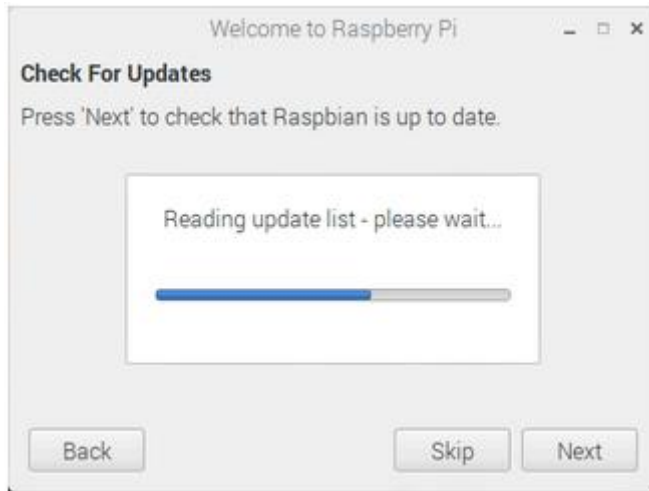 Welcome to Raspberry Pi
Check For Updates
Press 'Next' to check that Raspbian is up to date.
Reading update list - please wait...
Back
Skip
Next